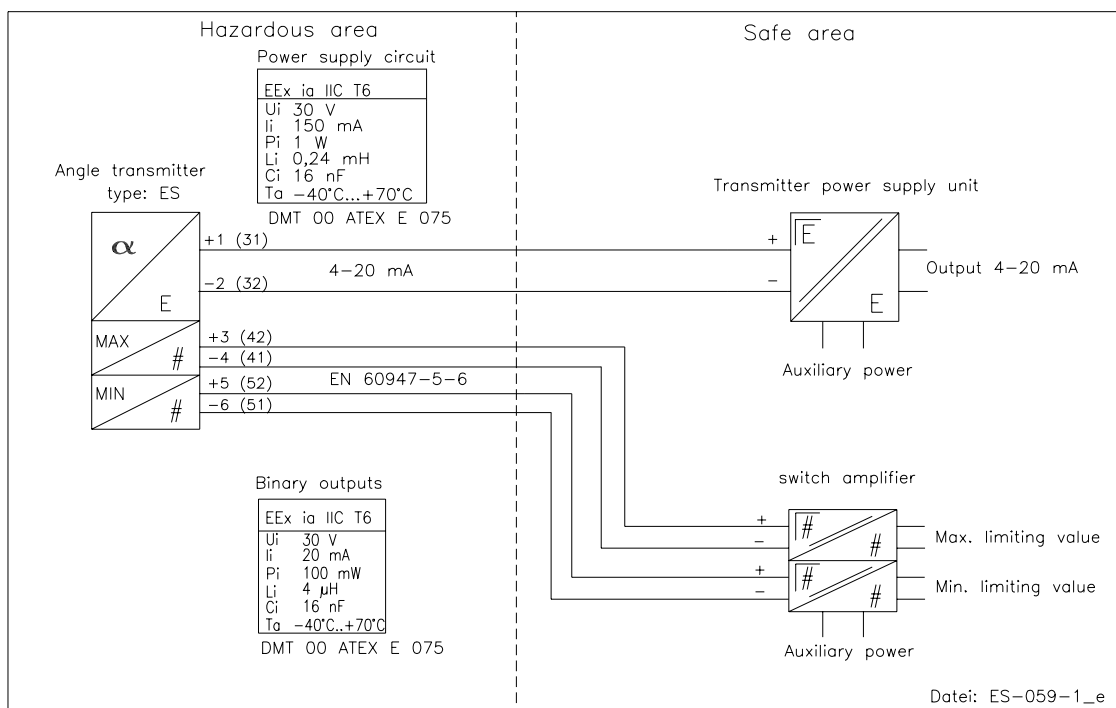 Hazardous area
Safe area
Power supply circuit
EEx ia IIC T6
Ui 30 V
Ii 150 mA
Pi 1 W
Li 0,24 mH
Ci 16 nF
Ta -40°C...+70°C
DMT 00 ATEX E 075
Angle transmitter
type: ES
α
E
+1 (31)
4-20 mA
-2 (32)
Transmitter power supply unit
+
-
E
E
Output 4-20 mA
Auxiliary power
MAX
#
+3 (42)
-4 (41)
MIN
#
+5 (52)
EN 60947-5-6
-6 (51)
Binary outputs
EEx ia IIC T6
Ui 30 V
Ii 20 mA
Pi 100 mW
Li 4 µH
Ci 16 nF
Ta -40°C..+70°C
DMT 00 ATEX E 075
switch amplifier
+
-
#
#
Max. limiting value
+
-
#
#
Min. limiting value
Auxiliary power
Datei: ES-059-1_e